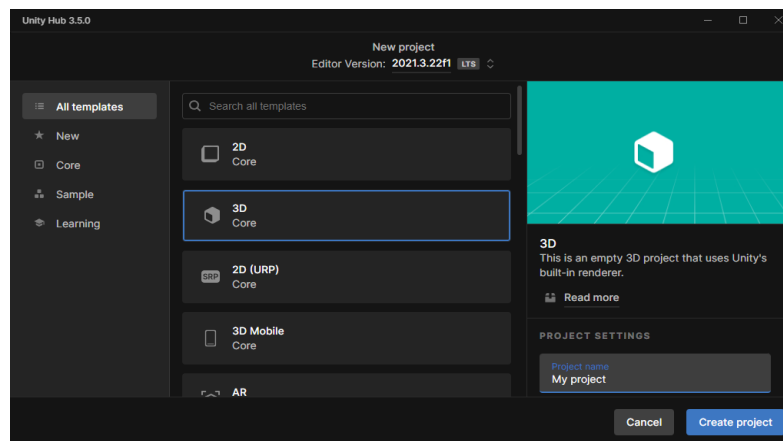 Unity Hub 3.5.0
New project
Editor Version: 2021.3.22f1 LTS
All templates
New
Core
Sample
Learning
Search all templates
2D
Core
3D
Core
SRP
2D (URP)
Core
3D Mobile
Core
AR
3D
This is an empty 3D project that uses Unity's
built-in renderer.
Read more
PROJECT SETTINGS
Project name
My project
Cancel
Create project